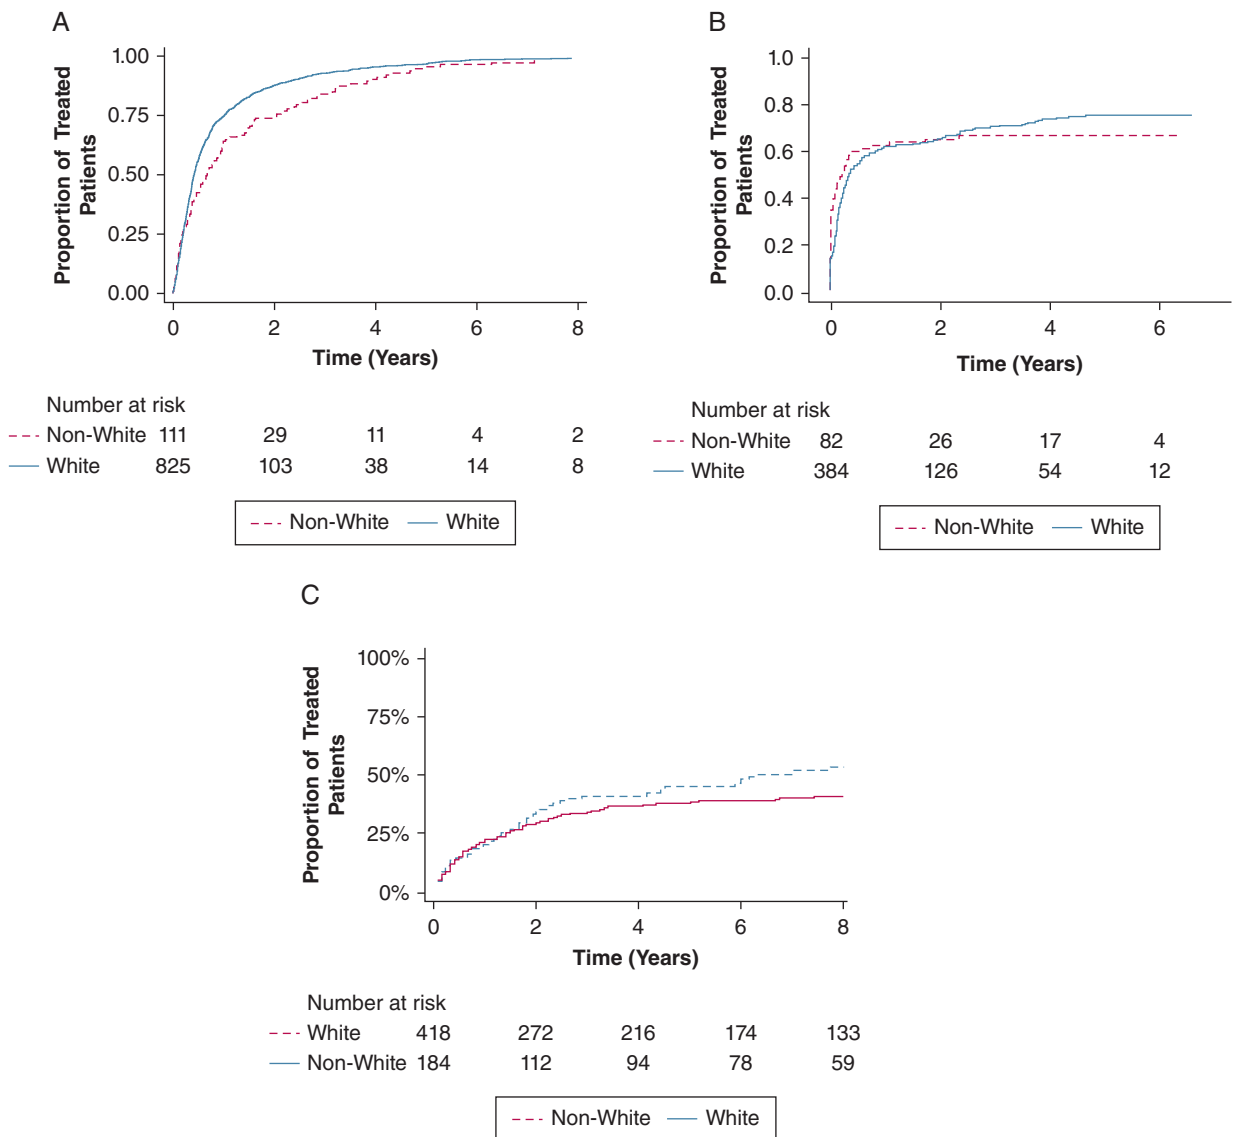 A
Proportion of Treated
Patients
1.00
0.75
0.50
0.25
0.00
0 2 4 6 8
Time (Years)
Number at risk
Non-White 111 29 11 4 2
White 825 103 38 14 8
Non-White White
B
Proportion of Treated
Patients
1.0
0.8
0.6
0.4
0.2
0.0
0 2 4 6
Time (Years)
Number at risk
Non-White 82 26 17 4
White 384 126 54 12
Non-White White
C
Proportion of Treated
Patients
100%
75%
50%
25%
0%
0 2 4 6 8
Time (Years)
Number at risk
White 418 272 216 174 133
Non-White 184 112 94 78 59
Non-White White